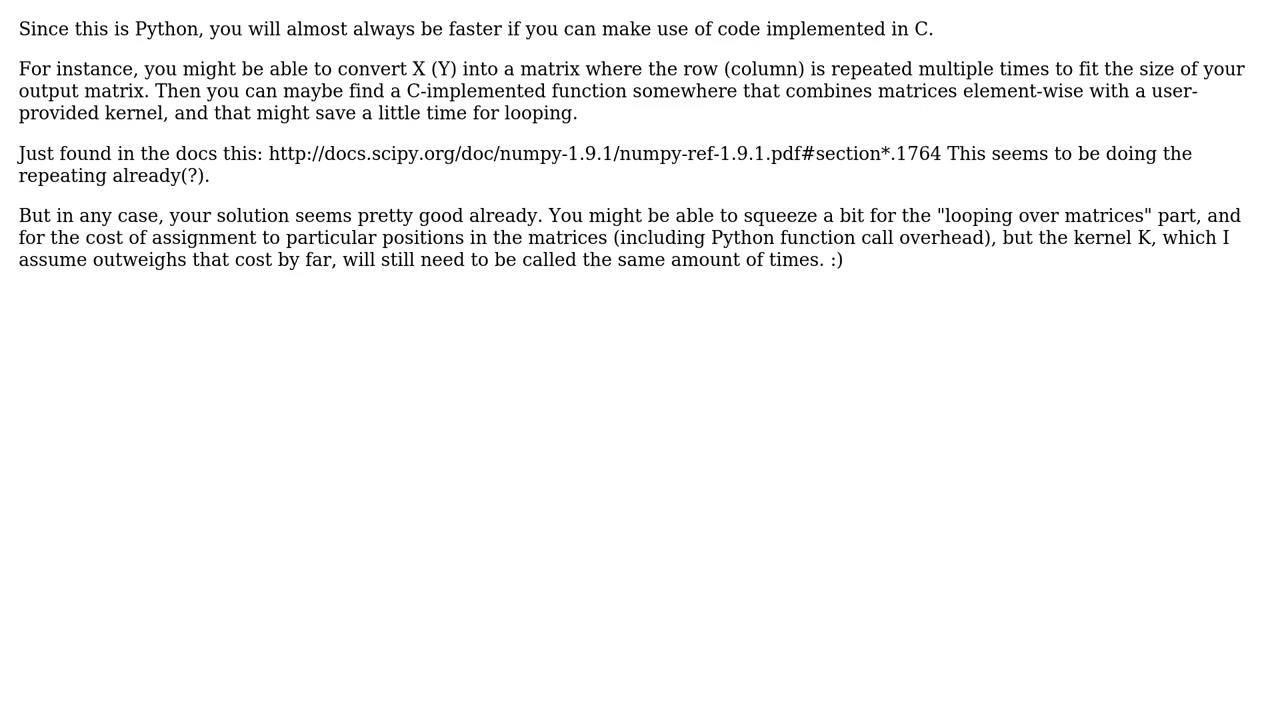 Since this is Python, you will almost always be faster if you can make use of code implemented in C.
For instance, you might be able to convert X (Y) into a matrix where the row (column) is repeated multiple times to fit the size of your
output matrix. Then you can maybe find a C-implemented function somewhere that combines matrices element-wise with a user-
provided kernel, and that might save a little time for looping.
Just found in the docs this: http://docs.scipy.org/doc/numpy-1.9.1/numpy-ref-1.9.1.pdf#section*.1764 This seems to be doing the
repeating already(?).
But in any case, your solution seems pretty good already. You might be able to squeeze a bit for the "looping over matrices" part, and
for the cost of assignment to particular positions in the matrices (including Python function call overhead), but the kernel K, which I
assume outweighs that cost by far, will still need to be called the same amount of times. :)